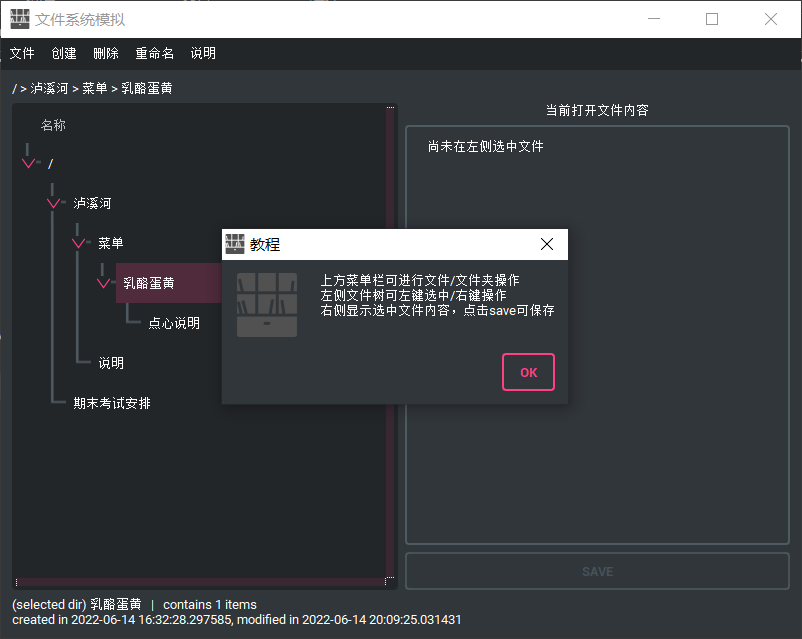 文件系统模拟
文件 创建 删除 重命名 说明
/ > 泸溪河 > 菜单 > 乳酪蛋黄
当前打开文件内容
名称
尚未在左侧选中文件
/
泸溪河
菜单
乳酪蛋黄
点心说明
说明
期末考试安排
教程
上方菜单栏可进行文件/文件夹操作
左侧文件树可左键选中/右键操作
右侧显示选中文件内容，点击save可保存
OK
SAVE
(selected dir) 乳酪蛋黄 | contains 1 items
created in 2022-06-14 16:32:28.297585, modified in 2022-06-14 20:09:25.031431